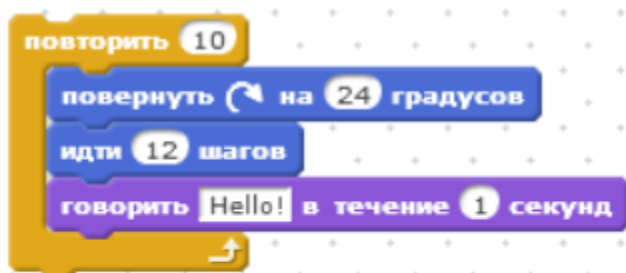 повторить 10
повернуть на 24 градусов
идти 12 шагов
говорить Hello! в течение 1 секунд